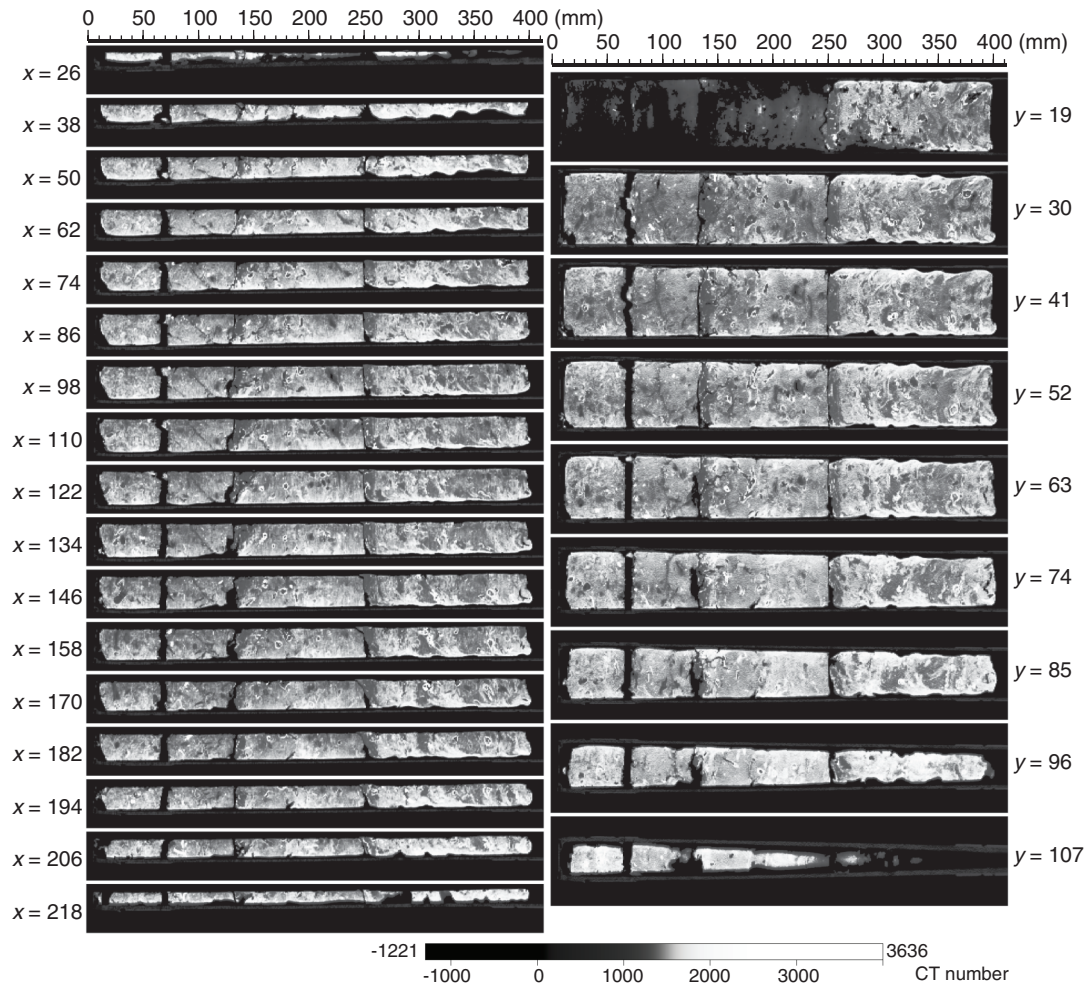 0 50 100 150 200 250 300 350 400 (mm)
x = 26
x = 38
x = 50
x = 62
x = 74
x = 86
x = 98
x = 110
x = 122
x = 134
x = 146
x = 158
x = 170
x = 182
x = 194
x = 206
x = 218
0 50 100 150 200 250 300 350 400 (mm)
y = 19
y = 30
y = 41
y = 52
y = 63
y = 74
y = 85
y = 96
y = 107
-1221 3636
-1000 0 1000 2000 3000 CT number